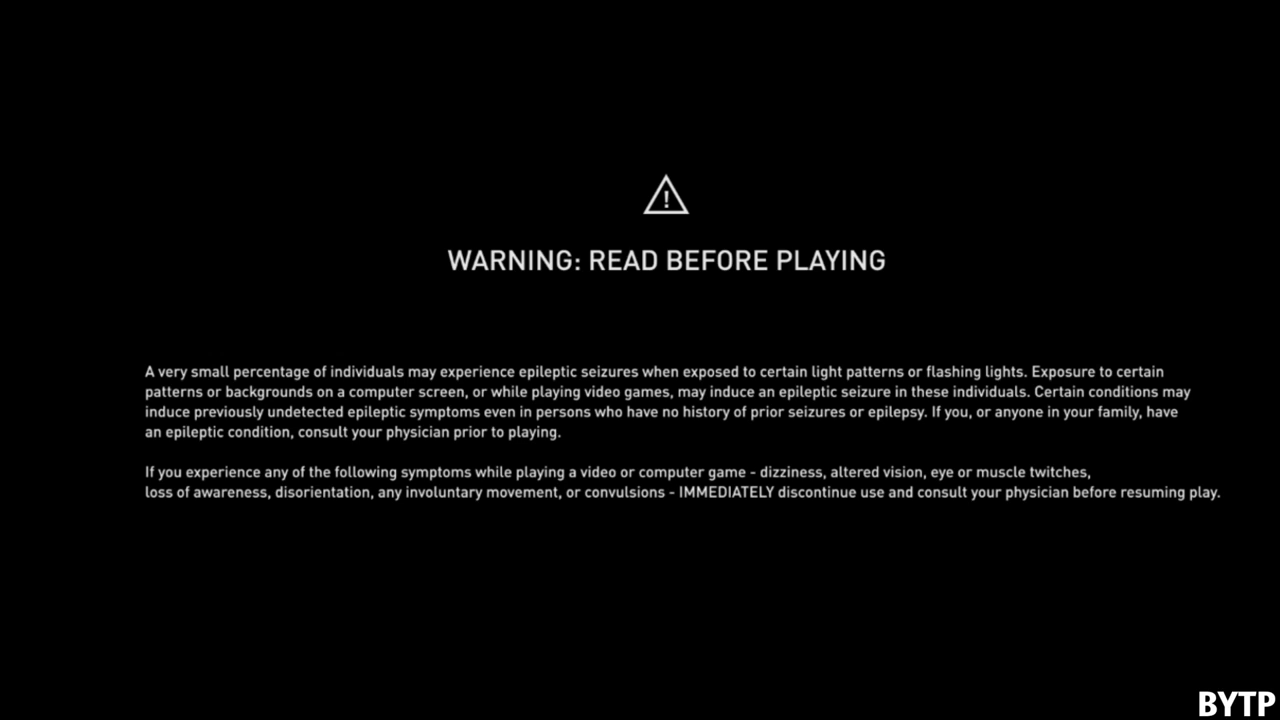 WARNING: READ BEFORE PLAYING
A very small percentage of individuals may experience epileptic seizures when exposed to certain light patterns or flashing lights. Exposure to certain
patterns or backgrounds on a computer screen, or while playing video games, may induce an epileptic seizure in these individuals. Certain conditions may
induce previously undetected epileptic symptoms even in persons who have no history of prior seizures or epilepsy. If you, or anyone in your family, have
an epileptic condition, consult your physician prior to playing.
If you experience any of the following symptoms while playing a video or computer game - dizziness, altered vision, eye or muscle twitches,
loss of awareness, disorientation, any involuntary movement, or convulsions - IMMEDIATELY discontinue use and consult your physician before resuming play.
BYTP